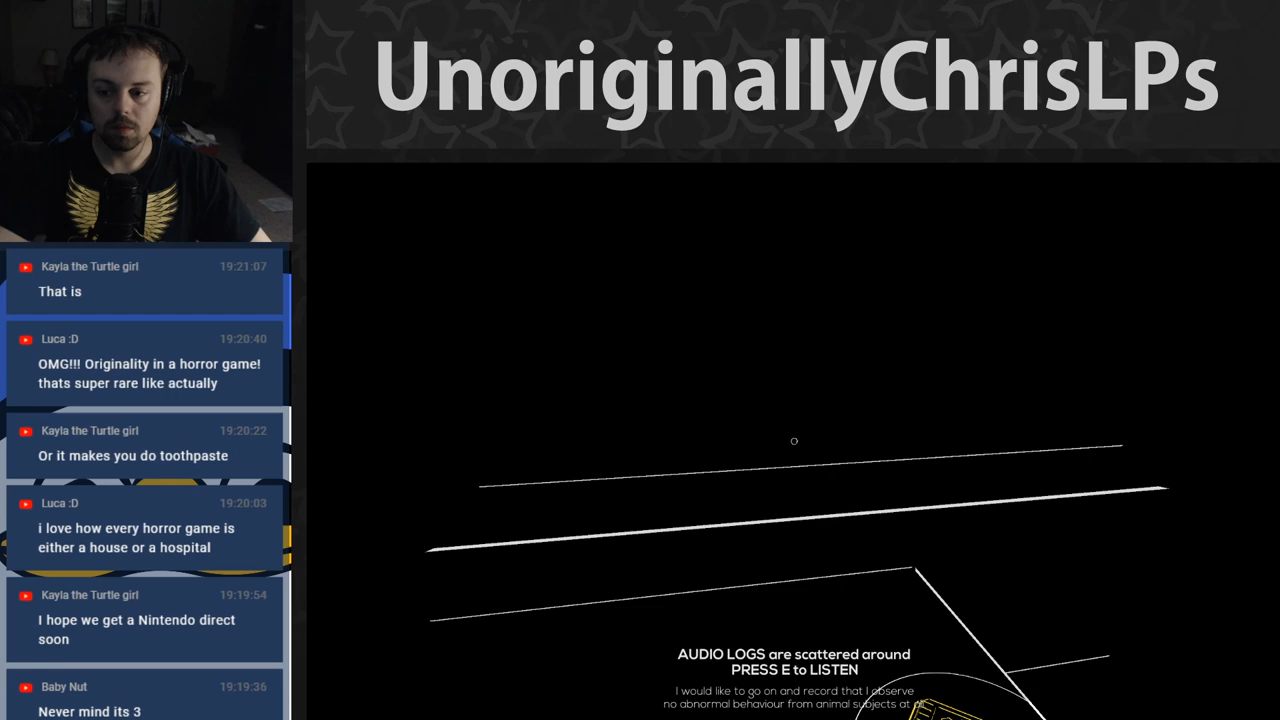 UnoriginallyChrisLPs
Kayla the Turtle girl 19:21:07
That is
Luca :D 19:20:40
OMG!!! Originality in a horror game!
thats super rare like actually
Kayla the Turtle girl 19:20:22
Or it makes you do toothpaste
Luca :D 19:20:03
i love how every horror game is
either a house or a hospital
Kayla the Turtle girl 19:19:54
I hope we get a Nintendo direct
soon
Baby Nut 19:19:36
Never mind its 3
AUDIO LOGS are scattered around
PRESS E to LISTEN
I would like to go on and record that I observe
no abnormal behaviour from animal subjects at all